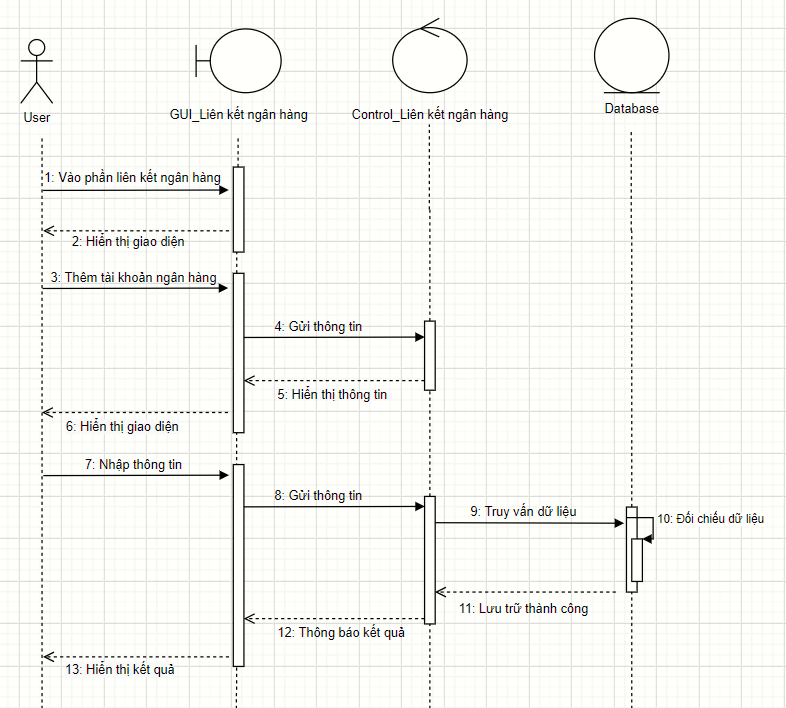 User
GUI_Liên kết ngân hàng
Control_Liên kết ngân hàng
Database
1: Vào phần liên kết ngân hàng
2: Hiển thị giao diện
3: Thêm tài khoản ngân hàng
4: Gửi thông tin
5: Hiển thị thông tin
6: Hiển thị giao diện
7: Nhập thông tin
8: Gửi thông tin
9: Truy vấn dữ liệu
10: Đối chiếu dữ liệu
11: Lưu trữ thành công
12: Thông báo kết quả
13: Hiển thị kết quả